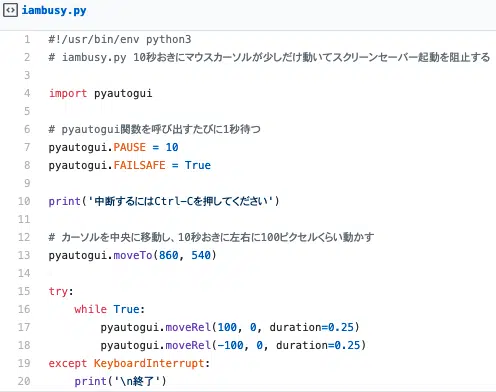 iambusy.py
1 #!/usr/bin/env python3
2 # iambusy.py 10秒おきにマウスカーソルが少しだけ動いてスクリーンセーバー起動を阻止する
3
4 import pyautogui
5
6 # pyautogui関数を呼び出すたびに1秒待つ
7 pyautogui.PAUSE = 10
8 pyautogui.FAILSAFE = True
9
10 print('中断するにはCtrl-Cを押してください')
11
12 # カーソルを中央に移動し、10秒おきに左右に100ピクセルくらい動かす
13 pyautogui.moveTo(860, 540)
14
15 try:
16     while True:
17         pyautogui.moveRel(100, 0, duration=0.25)
18         pyautogui.moveRel(-100, 0, duration=0.25)
19 except KeyboardInterrupt:
20     print('\n終了')